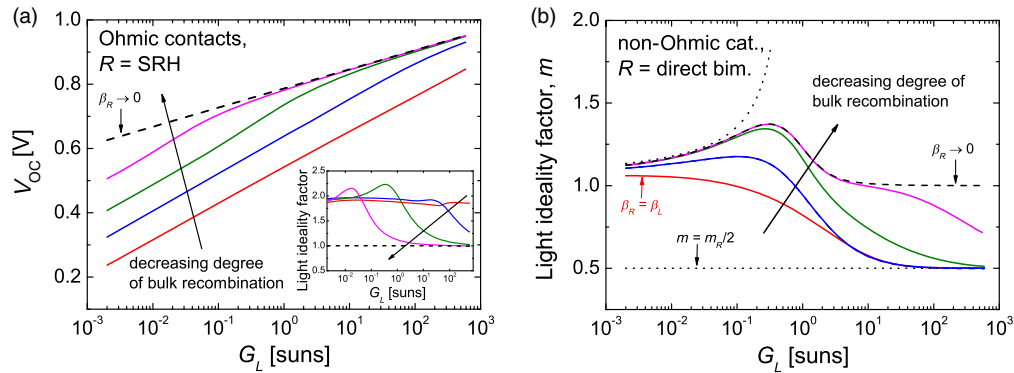 (a)
Ohmic contacts,
R = SRH
β_R → 0
decreasing degree
of bulk recombination
V_OC [V]
1.0
0.8
0.6
0.4
0.2
10^-3 10^-2 10^-1 10^0 10^1 10^2 10^3
G_L [suns]
Light ideality factor
2.5
2.0
1.5
1.0
0.5
10^-2 10^-1 10^0 10^1 10^2
G_L [suns]
(b)
non-Ohmic cat.,
R = direct bim.
decreasing degree of
bulk recombination
β_R → 0
β_R = β_L
m = m_R/2
Light ideality factor, m
2.0
1.5
1.0
0.5
10^-3 10^-2 10^-1 10^0 10^1 10^2 10^3
G_L [suns]